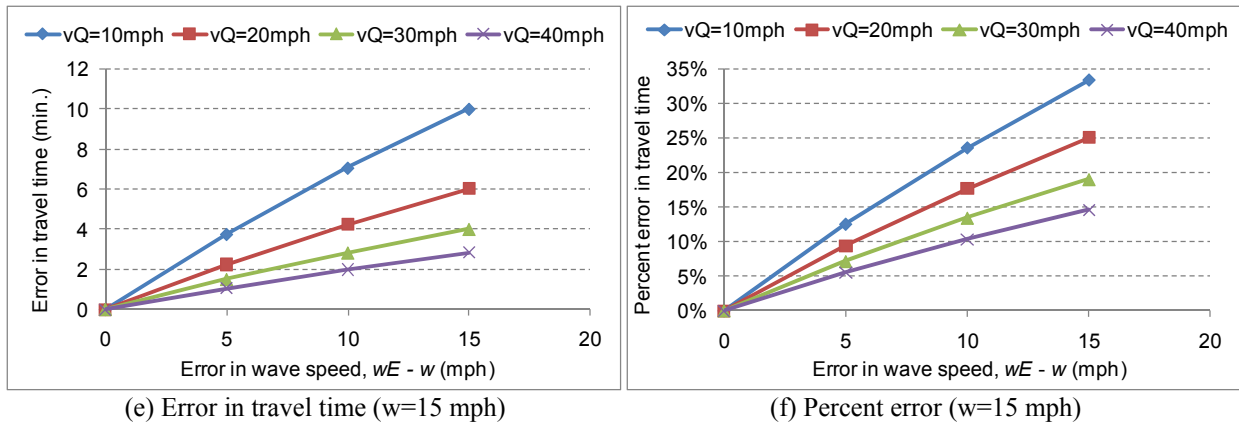 vQ=10mph vQ=20mph vQ=30mph vQ=40mph
12
10
8
6
4
2
0
0 5 10 15 20
Error in travel time (min.)
Error in wave speed, wE - w (mph)
(e) Error in travel time (w=15 mph)
vQ=10mph vQ=20mph vQ=30mph vQ=40mph
35%
30%
25%
20%
15%
10%
5%
0%
0 5 10 15 20
Percent error in travel time
Error in wave speed, wE - w (mph)
(f) Percent error (w=15 mph)